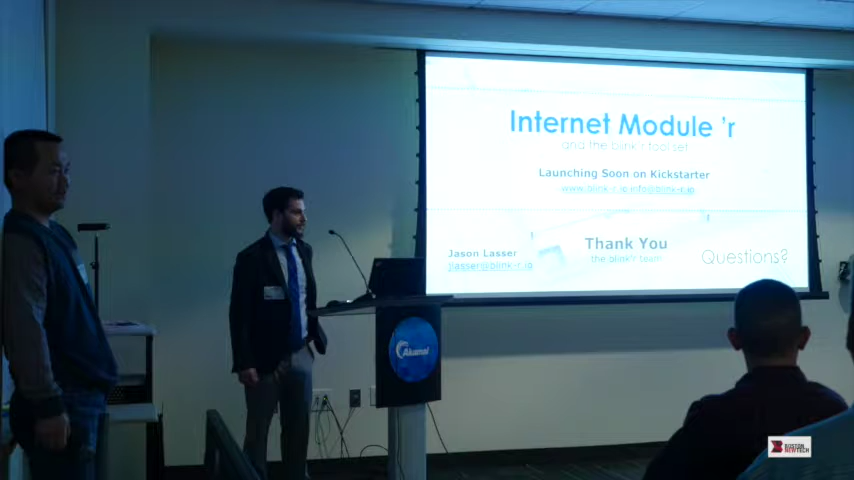 Internet Module 'r
and the blink'r tool set
Launching Soon on Kickstarter
www.blink-r.io info@blink-r.io
Jason Lasser
jlasser@blink-r.io
Thank You
the blink'r team
Questions?
Akamai
BOSTON
NEWTECH